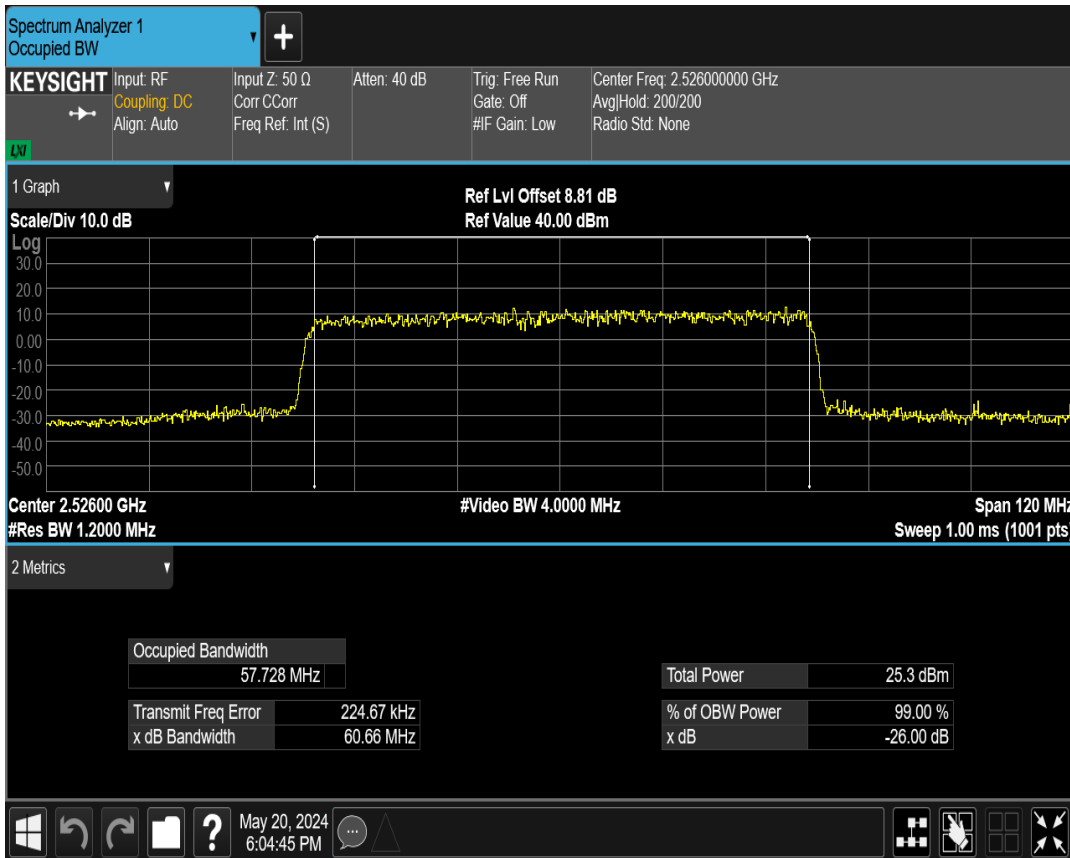 Spectrum Analyzer 1
Occupied BW
+
KEYSIGHT
LXI
Input: RF
Coupling: DC
Align: Auto
Input Z: 50 Ω
Corr CCorr
Freq Ref: Int (S)
Atten: 40 dB
Trig: Free Run
Gate: Off
#IF Gain: Low
Center Freq: 2.526000000 GHz
Avg|Hold: 200/200
Radio Std: None
1 Graph
Scale/Div 10.0 dB
Ref Lvl Offset 8.81 dB
Ref Value 40.00 dBm
Log
30.0
20.0
10.0
0.00
-10.0
-20.0
-30.0
-40.0
-50.0
Center 2.52600 GHz
#Video BW 4.0000 MHz
Span 120 MHz
#Res BW 1.2000 MHz
Sweep 1.00 ms (1001 pts)
2 Metrics
Occupied Bandwidth
57.728 MHz
Total Power 25.3 dBm
Transmit Freq Error 224.67 kHz
% of OBW Power 99.00 %
x dB Bandwidth 60.66 MHz
x dB -26.00 dB
?
May 20, 2024
6:04:45 PM